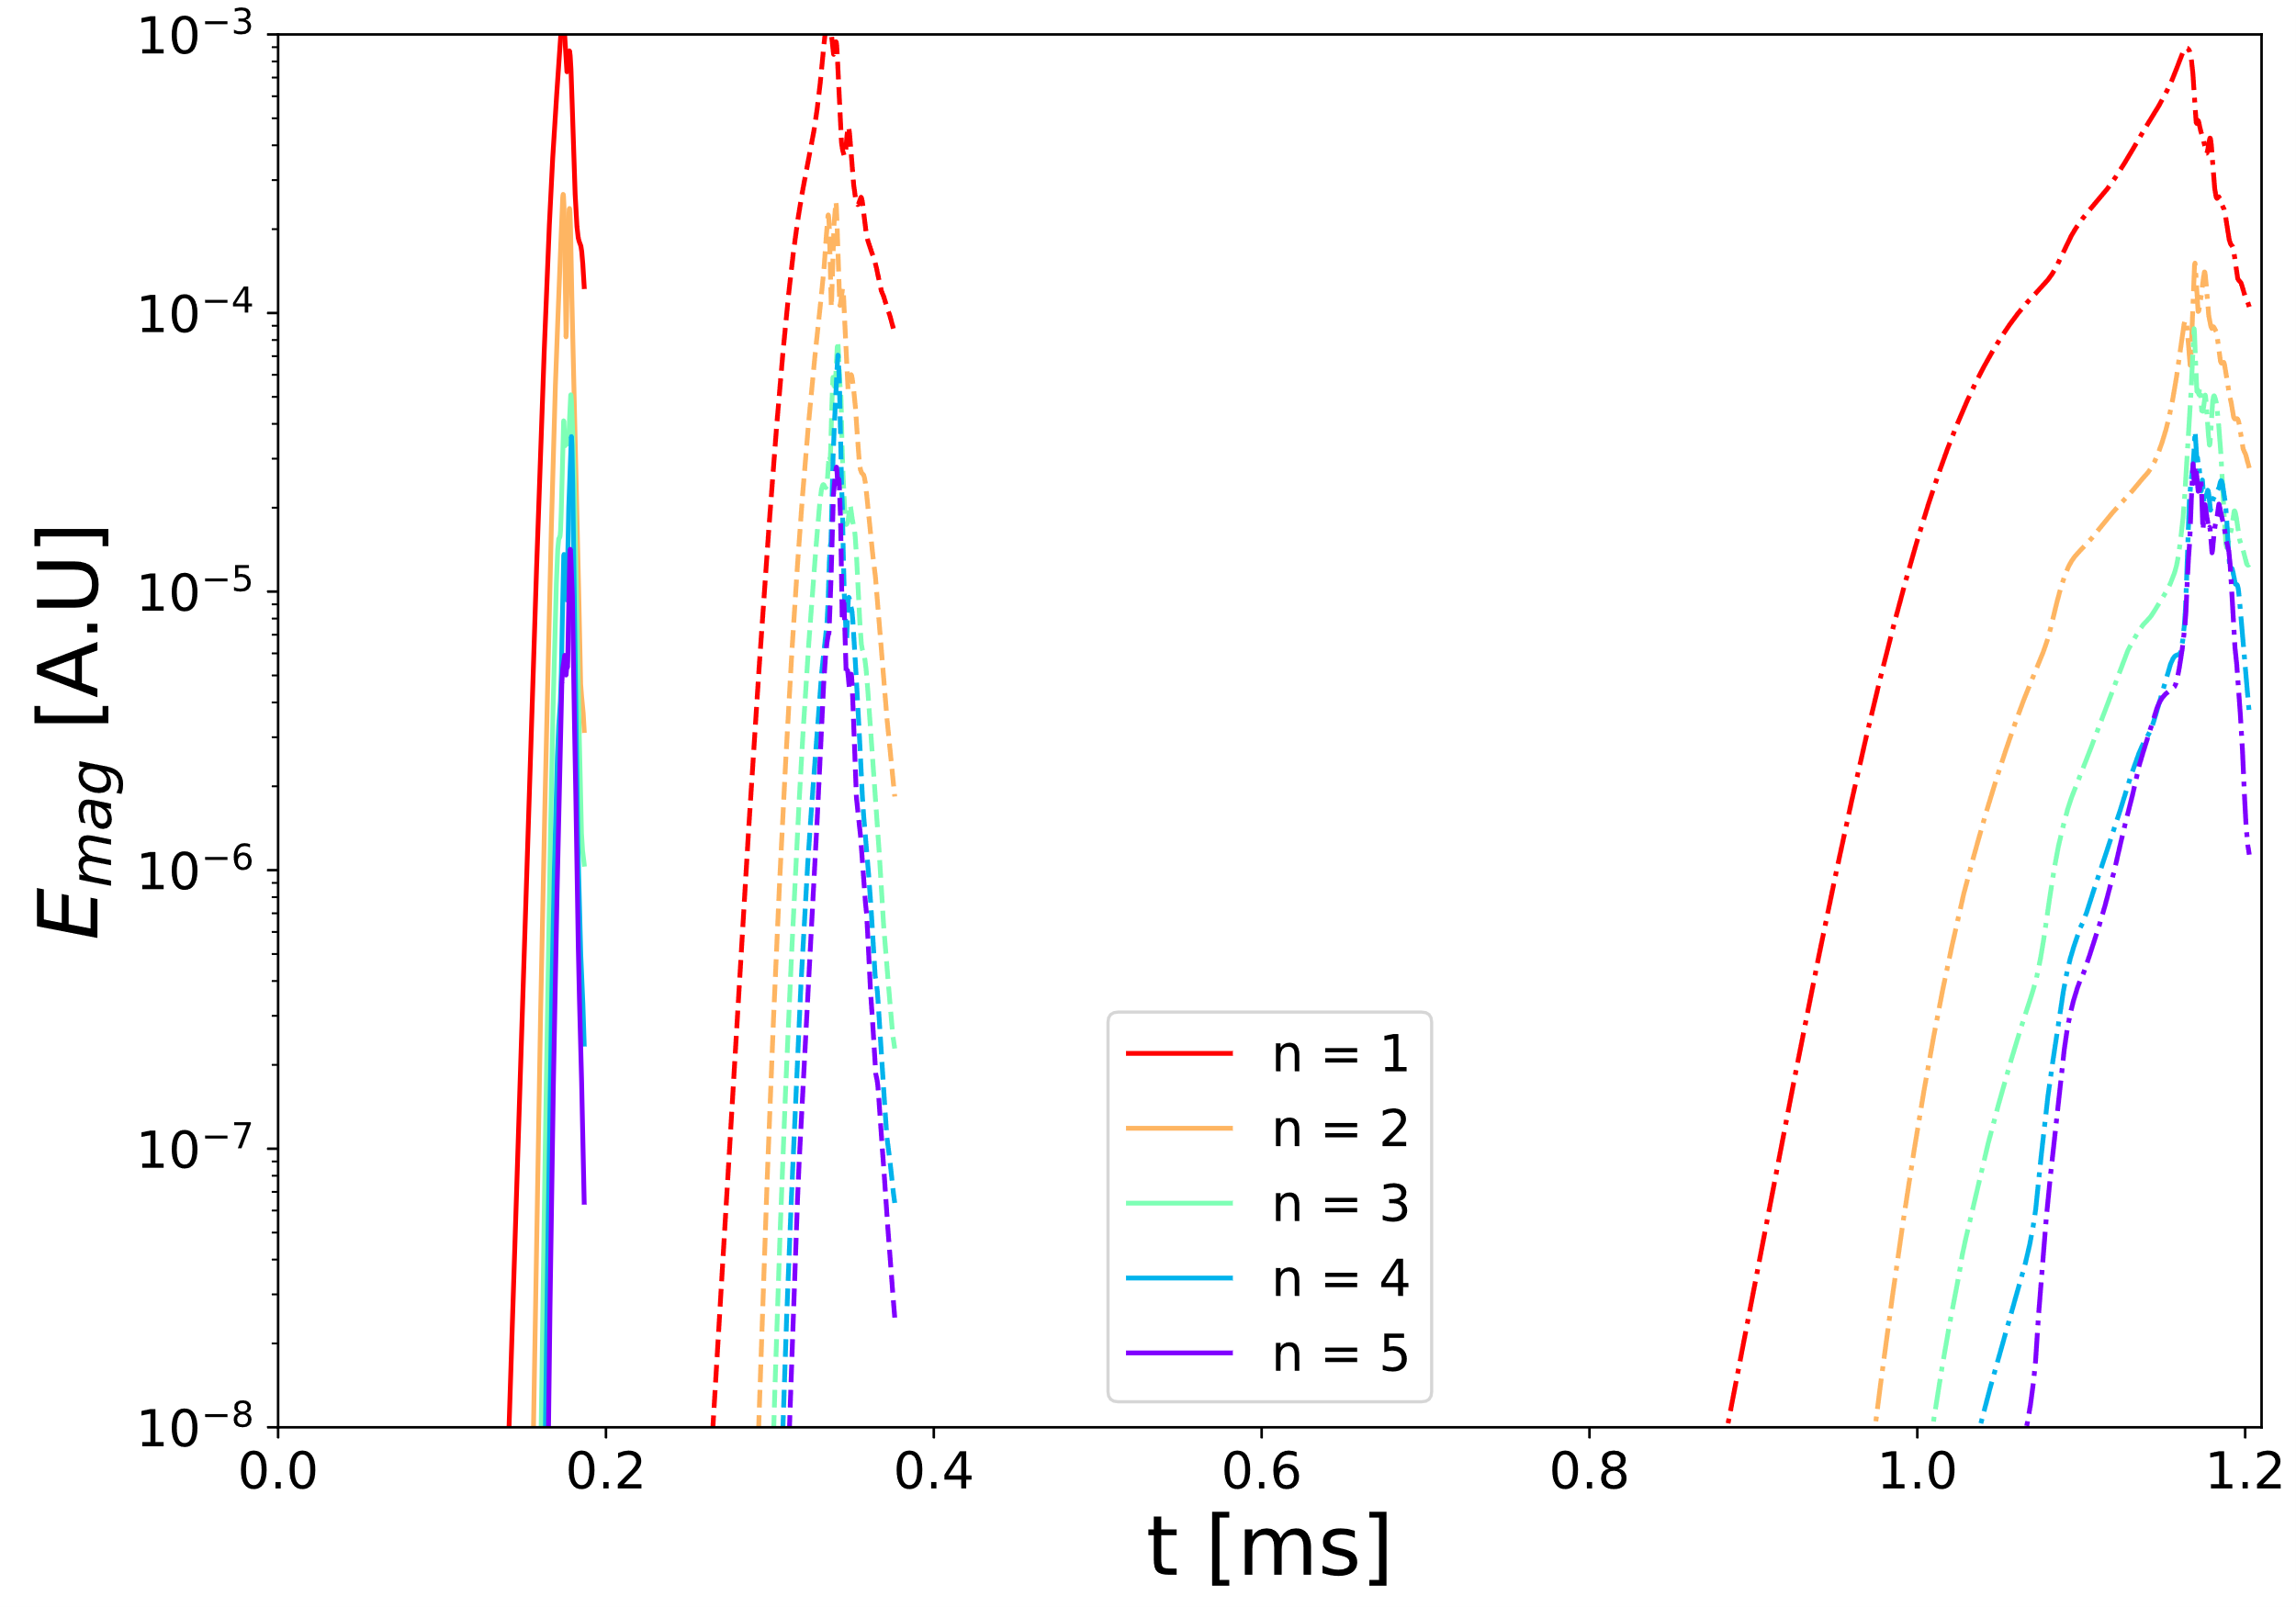 10⁻³
10⁻⁴
10⁻⁵
10⁻⁶
10⁻⁷
10⁻⁸
E_mag [A.U]
n = 1
n = 2
n = 3
n = 4
n = 5
0.0 0.2 0.4 0.6 0.8 1.0 1.2
t [ms]